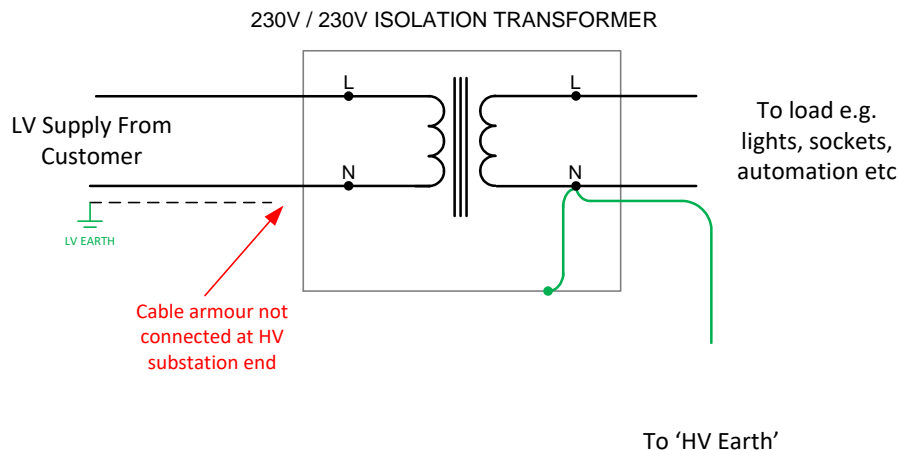 230V / 230V ISOLATION TRANSFORMER
L
L
LV Supply From
Customer
To load e.g.
lights, sockets,
automation etc
N
N
LV EARTH
Cable armour not
connected at HV
substation end
To ‘HV Earth’